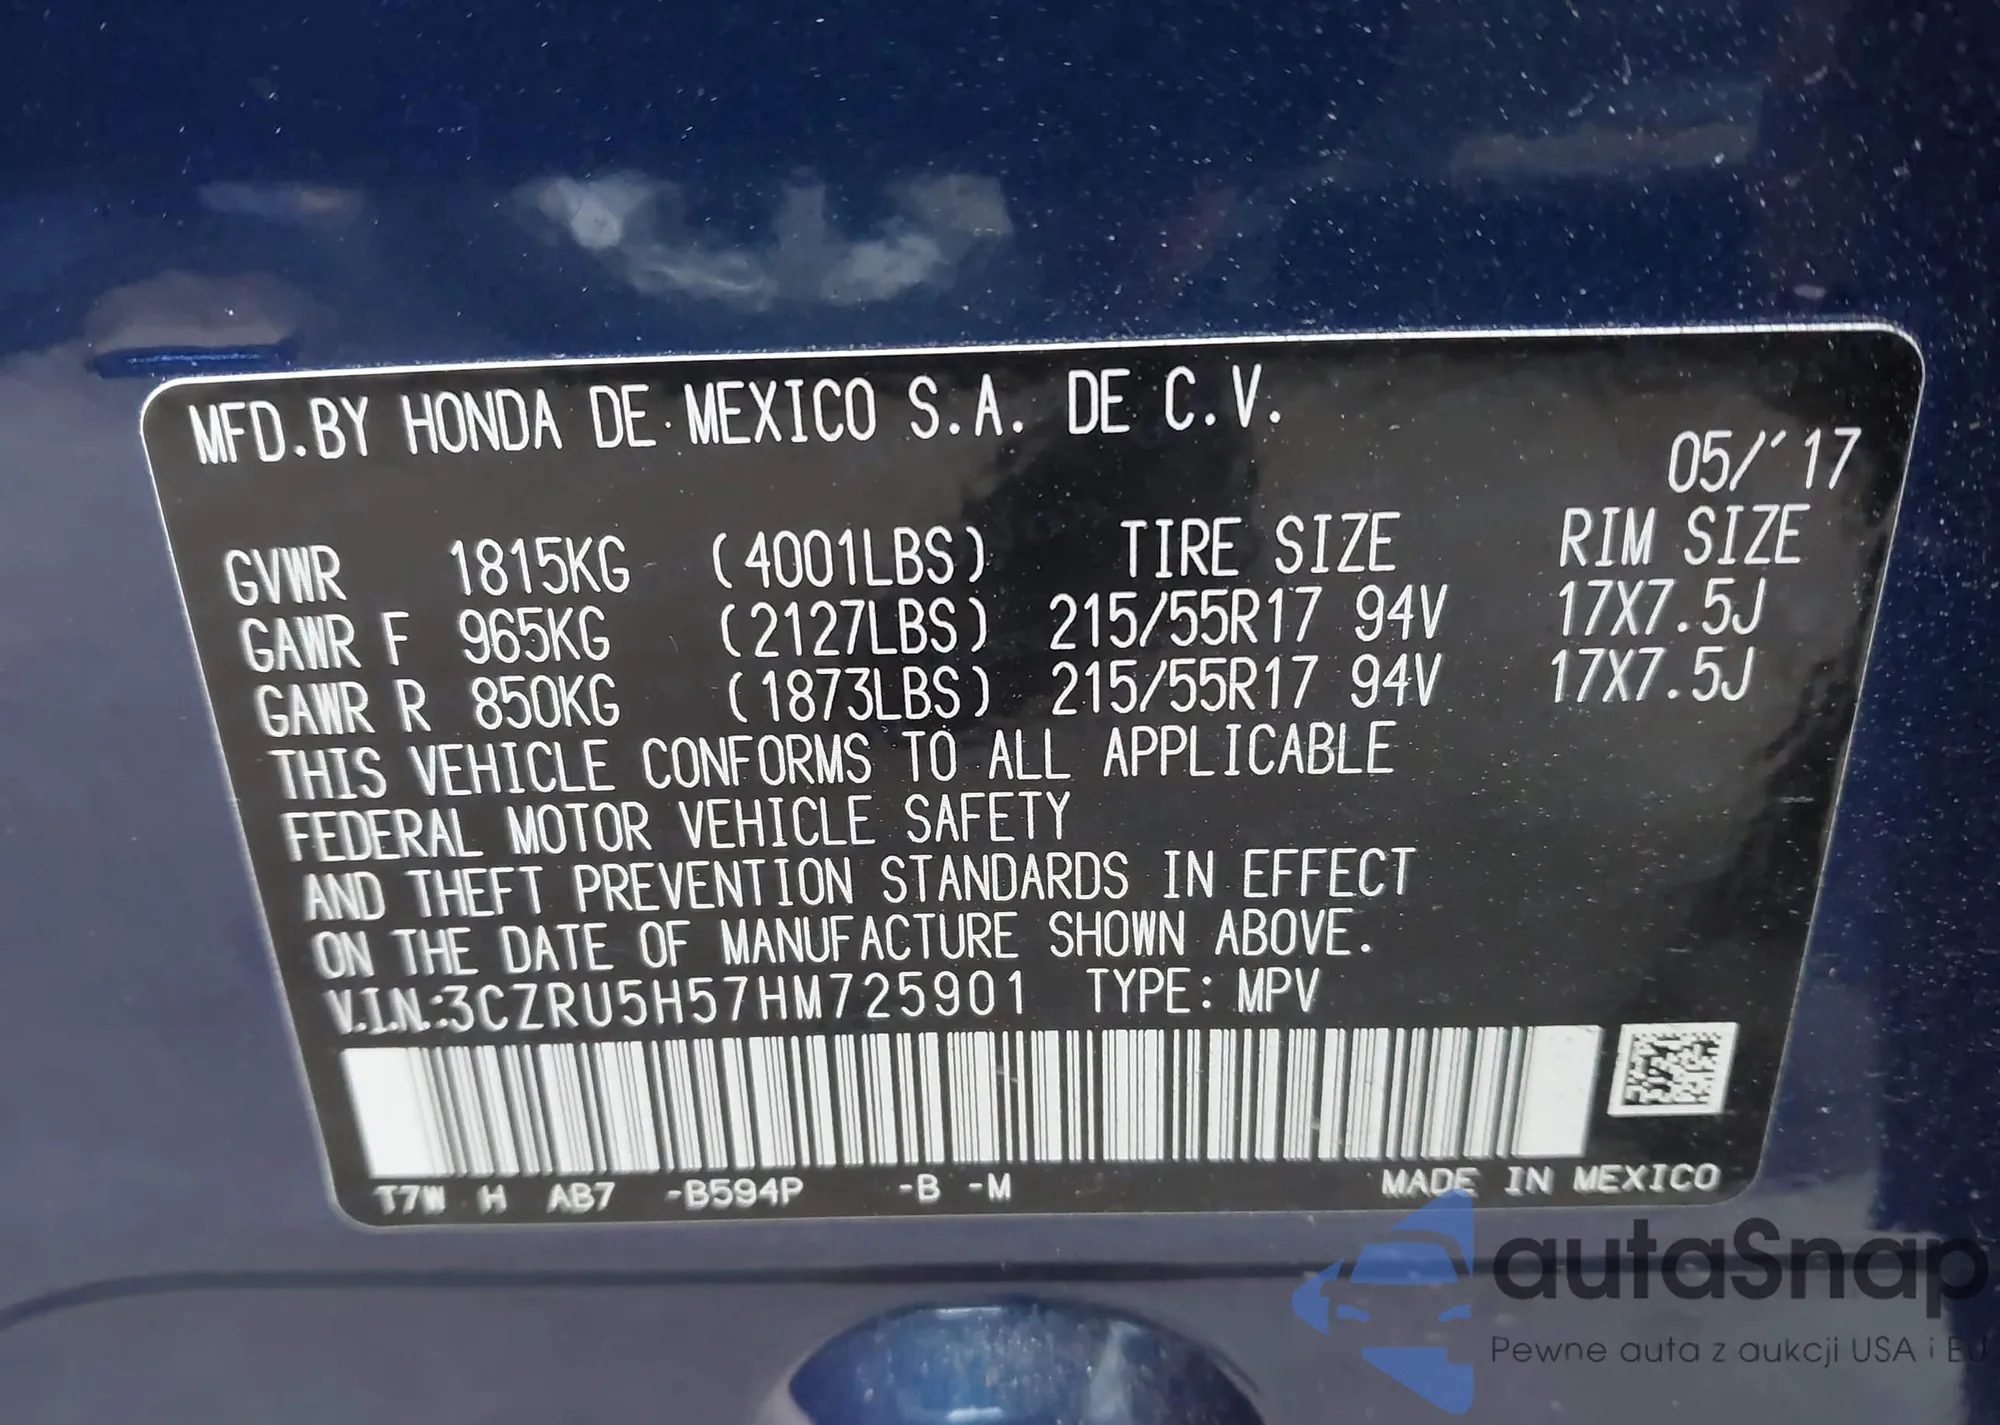 MFD.BY HONDA DE MEXICO S.A. DE C.V.
05/'17
GVWR 1815KG (4001LBS) TIRE SIZE RIM SIZE
GAWR F 965KG (2127LBS) 215/55R17 94V 17X7.5J
GAWR R 850KG (1873LBS) 215/55R17 94V 17X7.5J
THIS VEHICLE CONFORMS TO ALL APPLICABLE
FEDERAL MOTOR VEHICLE SAFETY
AND THEFT PREVENTION STANDARDS IN EFFECT
ON THE DATE OF MANUFACTURE SHOWN ABOVE.
V.I.N.:3CZRU5H57HM725901 TYPE: MPV
T7W H AB7 -B594P -B -M MADE IN MEXICO
autaSnap
Pewne auta z aukcji USA i EU